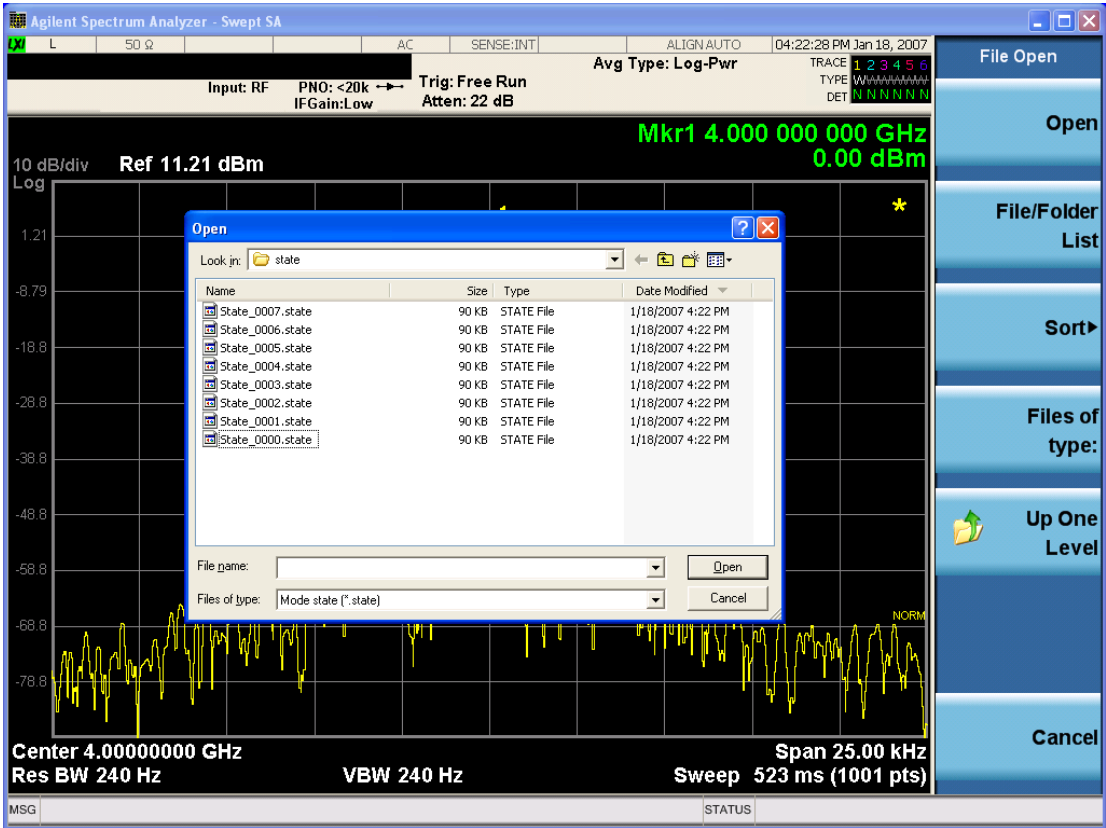 Agilent Spectrum Analyzer - Swept SA
LXI L 50 Ω AC SENSE:INT ALIGN AUTO 04:22:28 PM Jan 18, 2007
Input: RF PNO: <20k IFGain:Low
Trig: Free Run
Atten: 22 dB
Avg Type: Log-Pwr
TRACE 1 2 3 4 5 6
TYPE WWWWWWW
DET N N N N N N
Mkr1 4.000 000 000 GHz
0.00 dBm
10 dB/div Ref 11.21 dBm
Log
1
*
1.21
-8.79
-18.8
-28.8
-38.8
-48.8
-58.8
-68.8
-78.8
NORM
Open
Look in: state
Name Size Type Date Modified
State_0007.state 90 KB STATE File 1/18/2007 4:22 PM
State_0006.state 90 KB STATE File 1/18/2007 4:22 PM
State_0005.state 90 KB STATE File 1/18/2007 4:22 PM
State_0004.state 90 KB STATE File 1/18/2007 4:22 PM
State_0003.state 90 KB STATE File 1/18/2007 4:22 PM
State_0002.state 90 KB STATE File 1/18/2007 4:22 PM
State_0001.state 90 KB STATE File 1/18/2007 4:22 PM
State_0000.state 90 KB STATE File 1/18/2007 4:22 PM
File name: Open
Files of type: Mode state (*.state) Cancel
Center 4.00000000 GHz Span 25.00 kHz
Res BW 240 Hz VBW 240 Hz Sweep 523 ms (1001 pts)
MSG STATUS
File Open
Open
File/Folder
List
Sort
Files of
type:
Up One
Level
Cancel